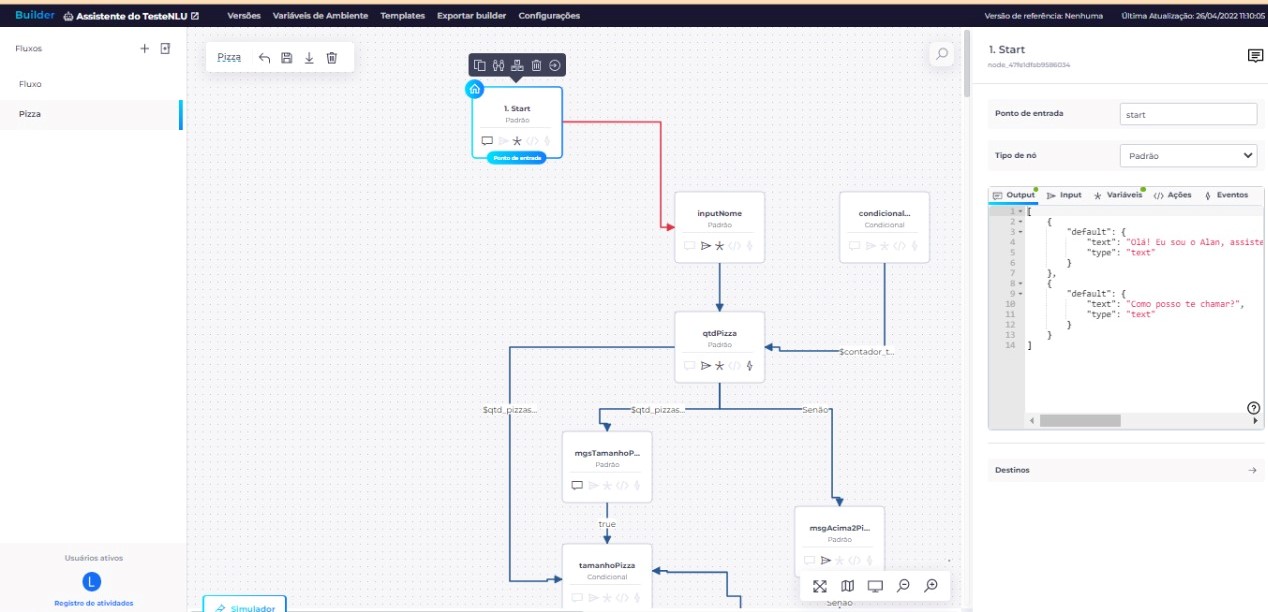 Builder Assistente do TesteNLU Versões Variáveis de Ambiente Templates Exportar builder Configurações Versão de referência: Nenhuma Última Atualização: 26/04/2022 11:10:05
Fluxos
Fluxo
Pizza
Pizza
1. Start
Padrão
Ponto de entrada
inputNome
Padrão
condicional...
Condicional
qtdPizza
Padrão
$contador_t...
$qtd_pizzas...
$qtd_pizzas...
Senão
mgsTamanhoP...
Padrão
true
msgAcima2Pi...
Padrão
tamanhoPizza
Condicional
Senão
Usuários ativos
L
Registro de atividades
Simulador
1. Start
Ponto de entrada start
Tipo de nó Padrão
Output Input Variáveis Ações Eventos
1 [
2 {
3 "default": {
4 "text": "Olá! Eu sou o Alan, assiste
5 "type": "text"
6 }
7 },
8 {
9 "default": {
10 "text": "Como posso te chamar?",
11 "type": "text"
12 }
13 }
14 ]
Destinos